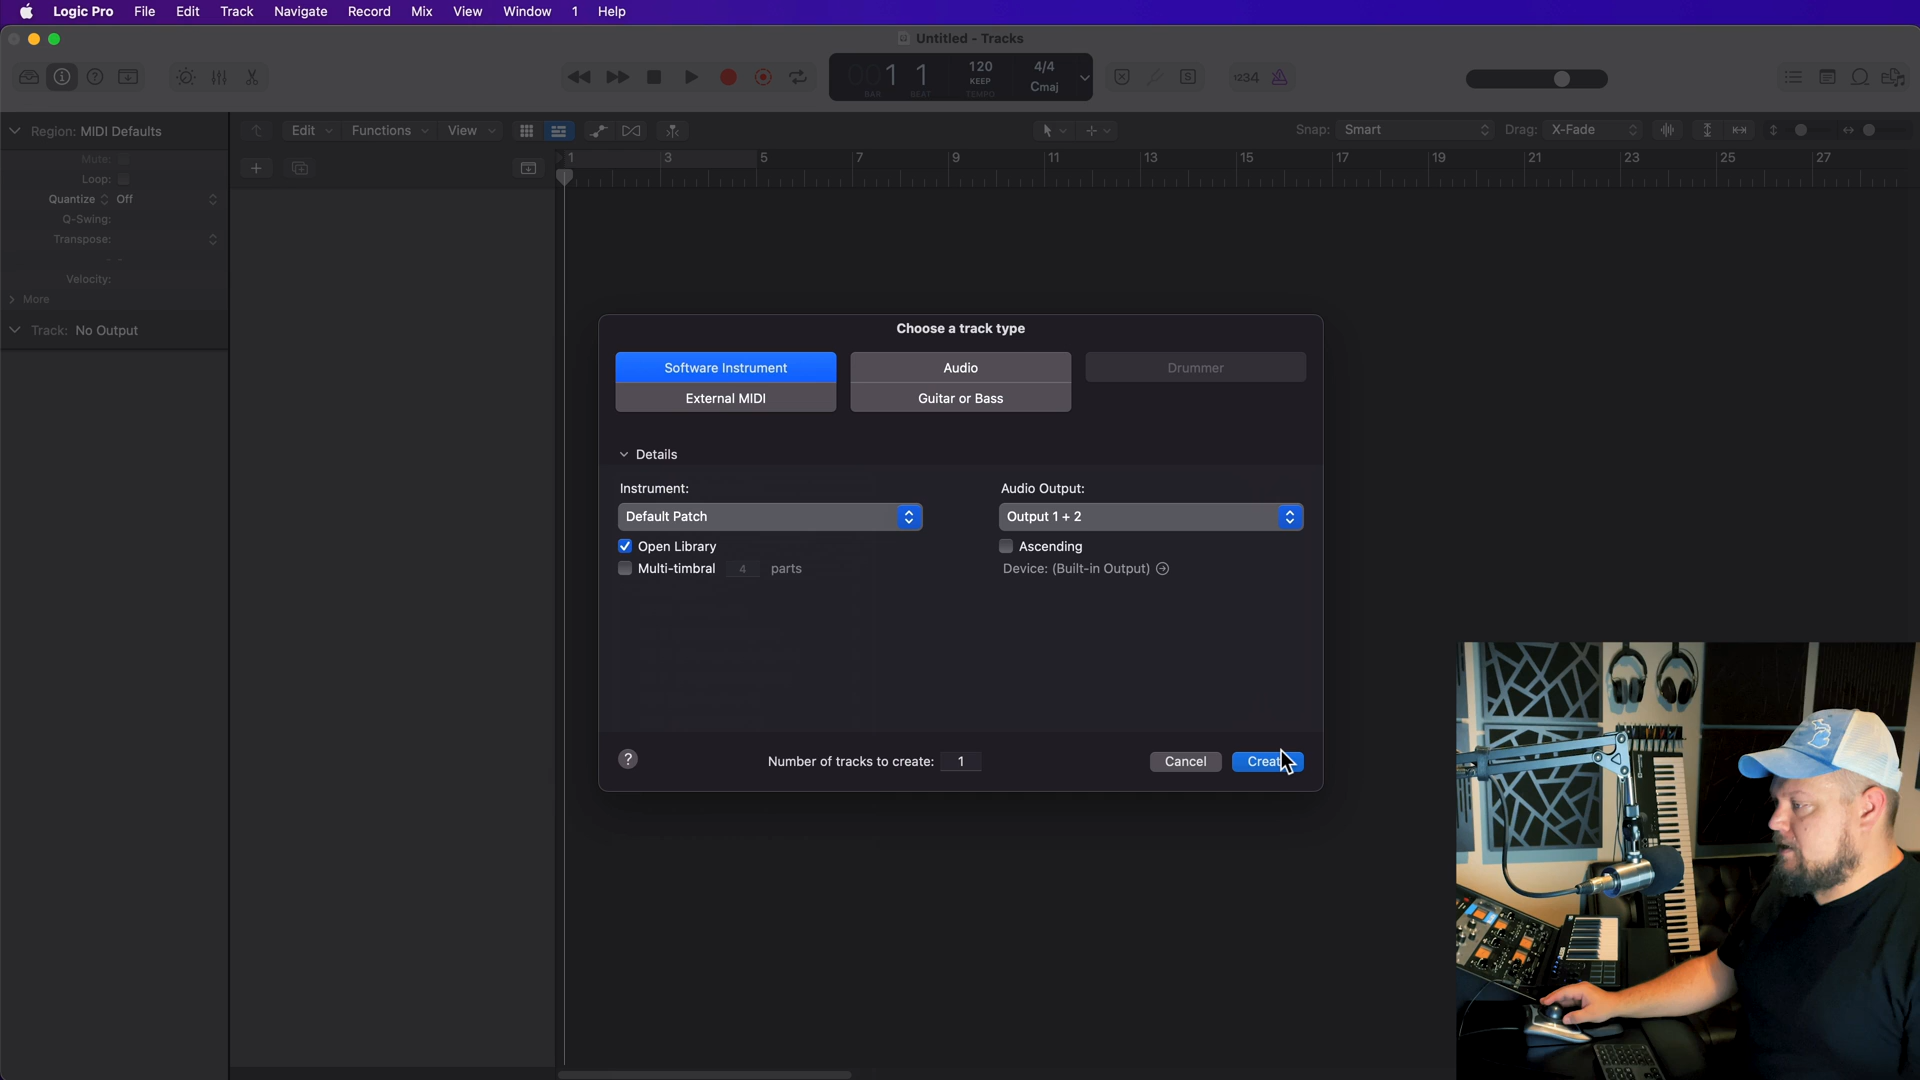 Logic Pro File Edit Track Navigate Record Mix View Window 1 Help
Untitled - Tracks
001 1
BAR BEAT
120
KEEP
TEMPO
4/4
Cmaj
S
1234
Region: MIDI Defaults
Mute:
Loop:
Quantize Off
Q-Swing:
Transpose:
Velocity:
More
Track: No Output
Edit Functions View
Snap: Smart Drag: X-Fade
1 3 5 7 9 11 13 15 17 19 21 23 25 27
Choose a track type
Software Instrument
External MIDI
Audio
Guitar or Bass
Drummer
Details
Instrument:
Default Patch
Open Library
Multi-timbral 4 parts
Audio Output:
Output 1 + 2
Ascending
Device: (Built-in Output)
? Number of tracks to create: 1 Cancel Creat